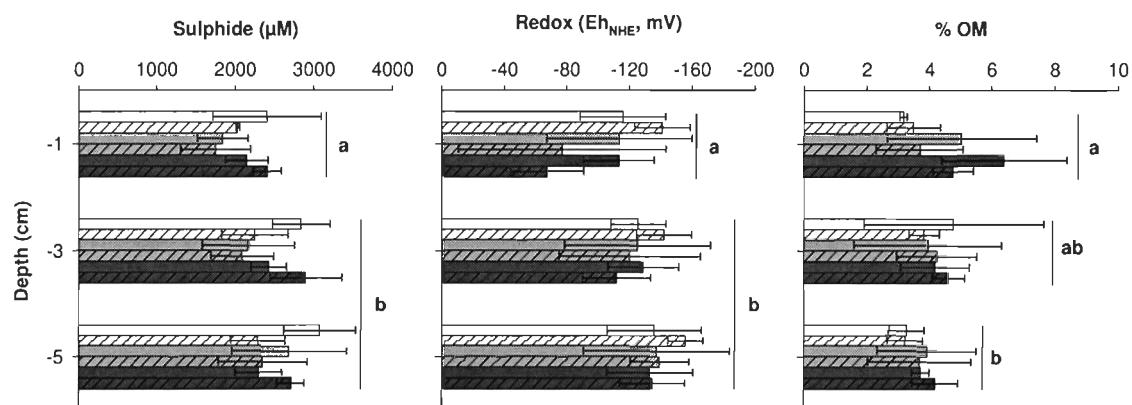 Sulphide (µM) Redox (Eh_NHE, mV) % OM
0 1000 2000 3000 4000 0 -40 -80 -120 -160 -200 0 2 4 6 8 10
-1 a a a
Depth (cm)
-3 ab
b b
-5 b